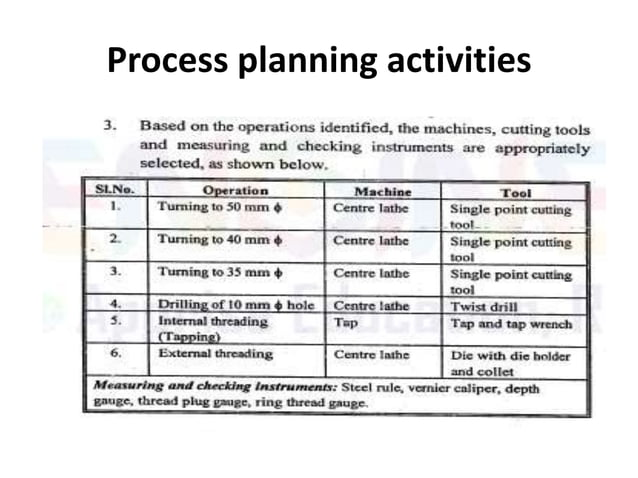 Process planning activities
3. Based on the operations identified, the machines, cutting tools
and measuring and checking instruments are appropriately
selected, as shown below.
Sl.No. Operation Machine Tool
1. Turning to 50 mm ϕ Centre lathe Single point cutting
tool
2. Turning to 40 mm ϕ Centre lathe Single point cutting
tool
3. Turning to 35 mm ϕ Centre lathe Single point cutting
tool
4. Drilling of 10 mm ϕ hole Centre lathe Twist drill
5. Internal threading Tap Tap and tap wrench
(Tapping)
6. External threading Centre lathe Die with die holder
and collet
Measuring and checking instruments: Steel rule, vernier caliper, depth
gauge, thread plug gauge, ring thread gauge.